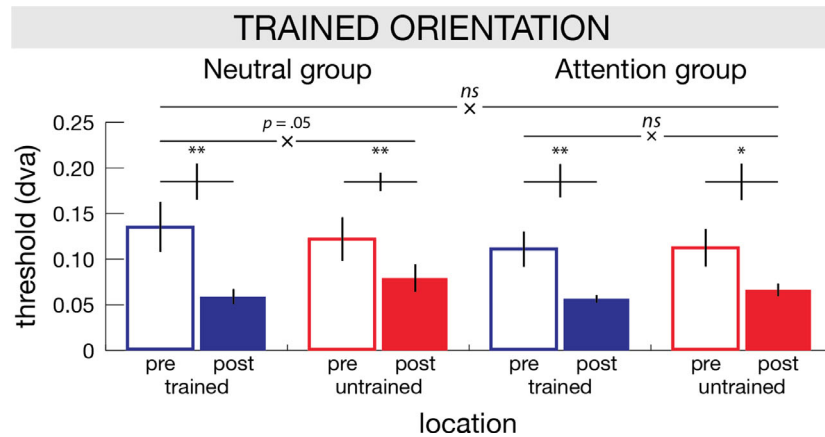 TRAINED ORIENTATION
Neutral group Attention group
ns
×
p = .05 ns
× ×
** ** ** *
threshold (dva)
0.25
0.20
0.15
0.10
0.05
0
pre post pre post pre post pre post
trained untrained trained untrained
location